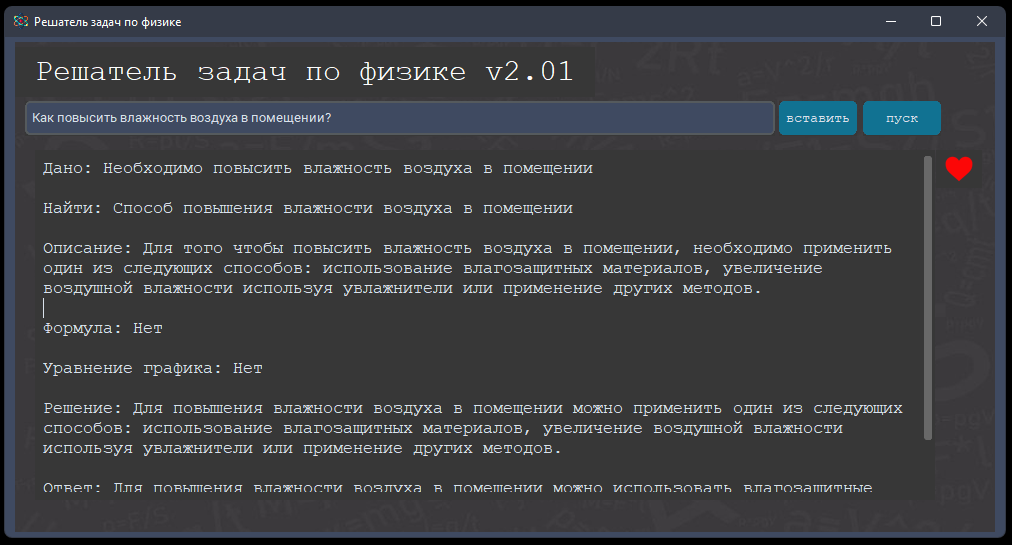 Решатель задач по физике
Решатель задач по физике v2.01
Как повысить влажность воздуха в помещении?
вставить
пуск
Дано: Необходимо повысить влажность воздуха в помещении
Найти: Способ повышения влажности воздуха в помещении
Описание: Для того чтобы повысить влажность воздуха в помещении, необходимо применить
один из следующих способов: использование влагозащитных материалов, увеличение
воздушной влажности используя увлажнители или применение других методов.
Формула: Нет
Уравнение графика: Нет
Решение: Для повышения влажности воздуха в помещении можно применить один из следующих
способов: использование влагозащитных материалов, увеличение воздушной влажности
используя увлажнители или применение других методов.
Ответ: Для повышения влажности воздуха в помещении можно использовать влагозащитные